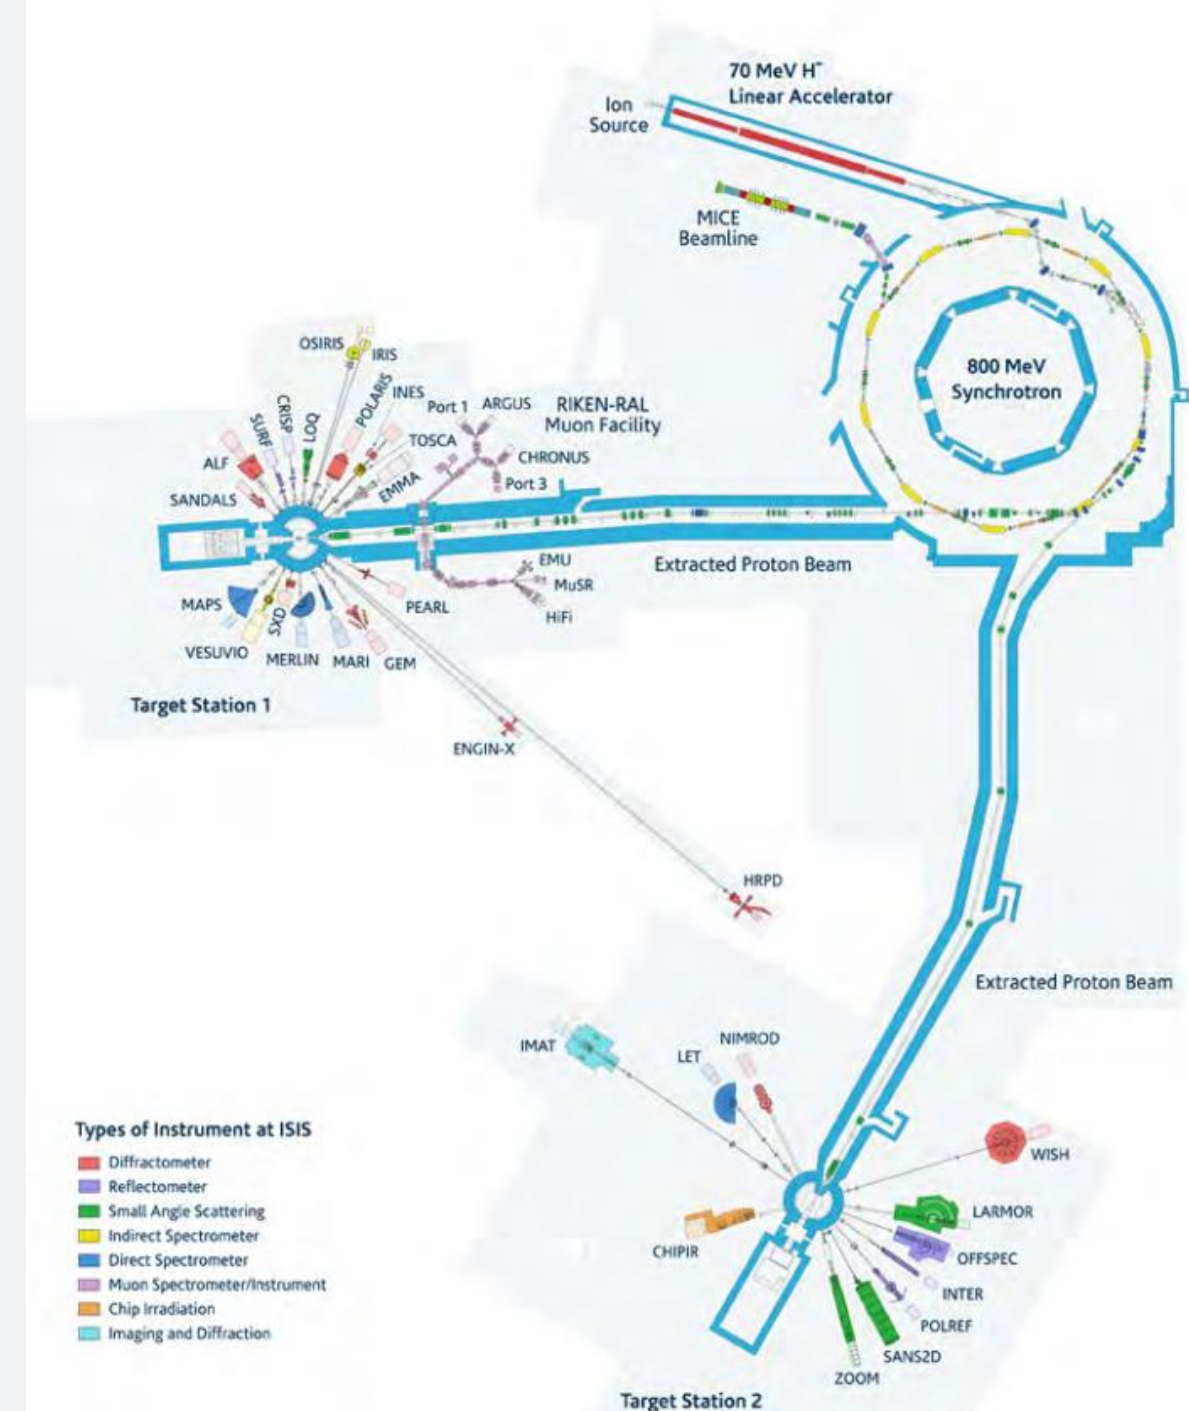 70 MeV H⁻
Linear Accelerator
Ion
Source
MICE
Beamline
800 MeV
Synchrotron
OSIRIS
IRIS
POLARIS
INES
CRISP
SURF
LOQ
Port 1
ARGUS
RIKEN-RAL
Muon Facility
TOSCA
ALF
CHRONUS
EMMA
Port 3
SANDALS
EMU
Extracted Proton Beam
MuSR
MAPS
PEARL
HiFi
SXD
VESUVIO
MERLIN
MARI
GEM
Target Station 1
ENGIN-X
HRPD
Extracted Proton Beam
IMAT
NIMROD
LET
WISH
LARMOR
CHIPIR
OFFSPEC
INTER
POLREF
SANS2D
ZOOM
Target Station 2
Types of Instrument at ISIS
Diffractometer
Reflectometer
Small Angle Scattering
Indirect Spectrometer
Direct Spectrometer
Muon Spectrometer/Instrument
Chip Irradiation
Imaging and Diffraction